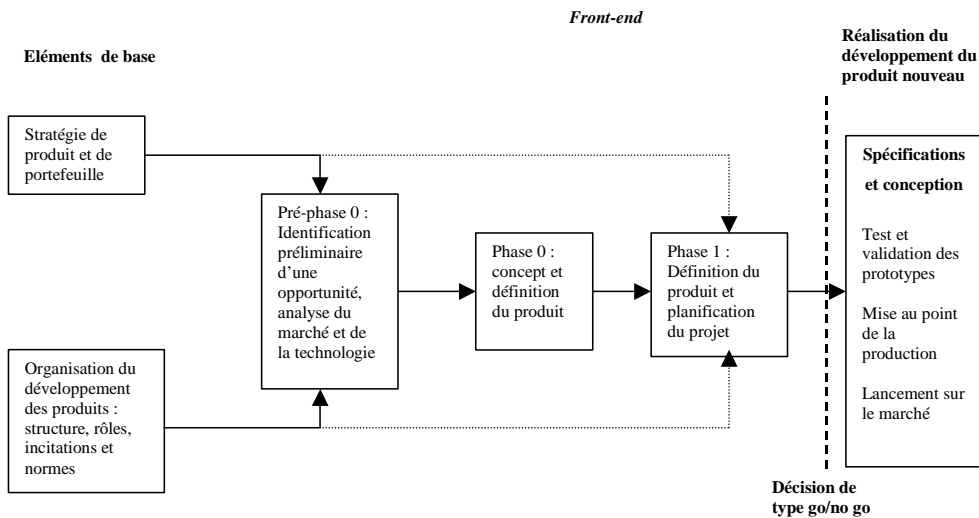 Front-end
Eléments de base
Réalisation du
développement du
produit nouveau
Stratégie de
produit et de
portefeuille
Organisation du
développement
des produits :
structure, rôles,
incitations et
normes
Pré-phase 0 :
Identification
préliminaire
d'une
opportunité,
analyse du
marché et de
la technologie
Phase 0 :
concept et
définition
du produit
Phase 1 :
Définition du
produit et
planification
du projet
Spécifications
et conception
Test et
validation des
prototypes
Mise au point
de la
production
Lancement sur
le marché
Décision de
type go/no go